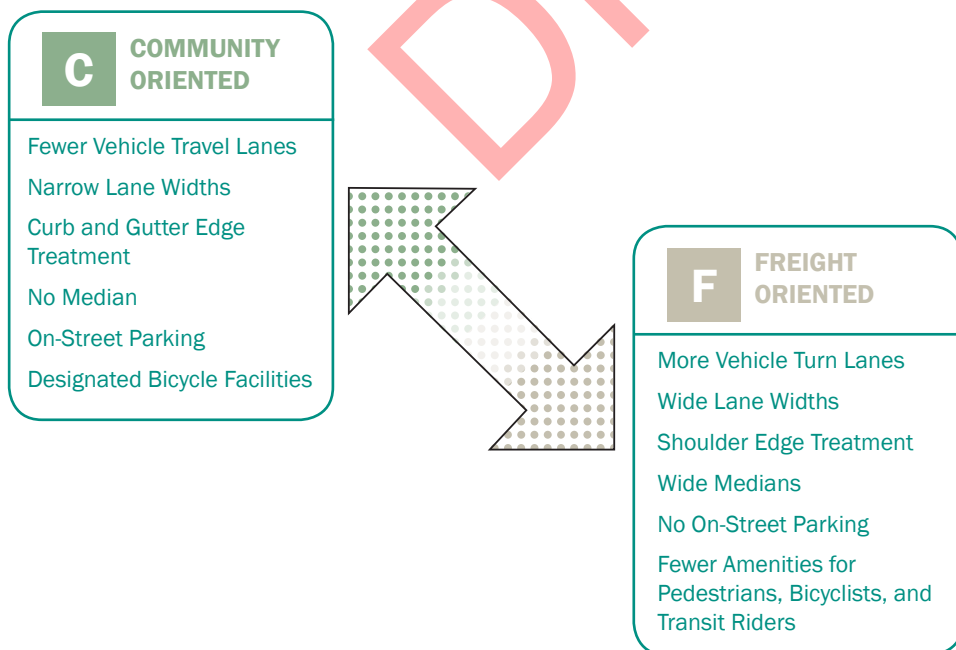 C
COMMUNITY
ORIENTED
Fewer Vehicle Travel Lanes
Narrow Lane Widths
Curb and Gutter Edge
Treatment
No Median
On-Street Parking
Designated Bicycle Facilities
F
FREIGHT
ORIENTED
More Vehicle Turn Lanes
Wide Lane Widths
Shoulder Edge Treatment
Wide Medians
No On-Street Parking
Fewer Amenities for
Pedestrians, Bicyclists, and
Transit Riders